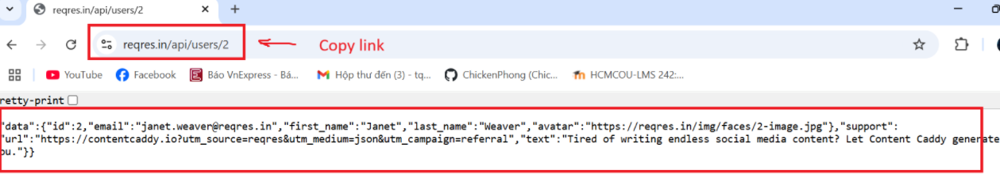 reqres.in/api/users/2
reqres.in/api/users/2 Copy link
YouTube Facebook Báo VnExpress - Bá... Hộp thư đến (3) - tq... ChickenPhong (Chic... HCMCOU-LMS 242:...
retty-print
"data":{"id":2,"email":"janet.weaver@reqres.in","first_name":"Janet","last_name":"Weaver","avatar":"https://reqres.in/img/faces/2-image.jpg"},"support":
"url":"https://contentcaddy.io?utm_source=reqres&utm_medium=json&utm_campaign=referral","text":"Tired of writing endless social media content? Let Content Caddy generate
ou."}}